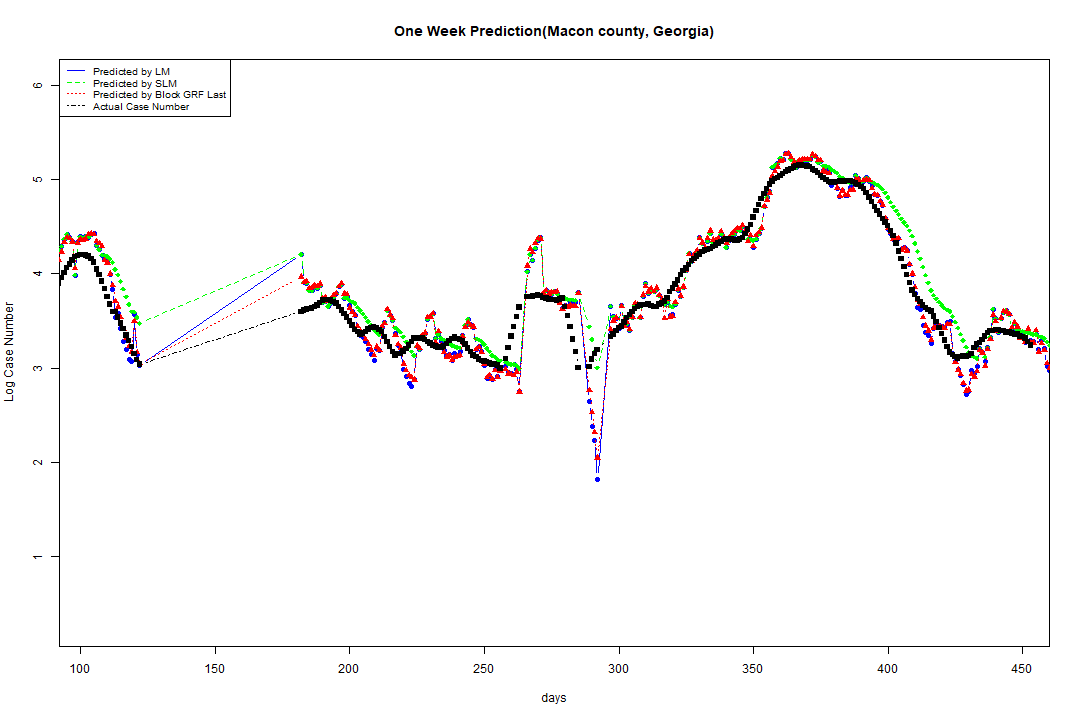 One Week Prediction(Macon county, Georgia)
Predicted by LM
Predicted by SLM
Predicted by Block GRF Last
Actual Case Number
6
5
4
3
2
1
Log Case Number
100 150 200 250 300 350 400 450
days